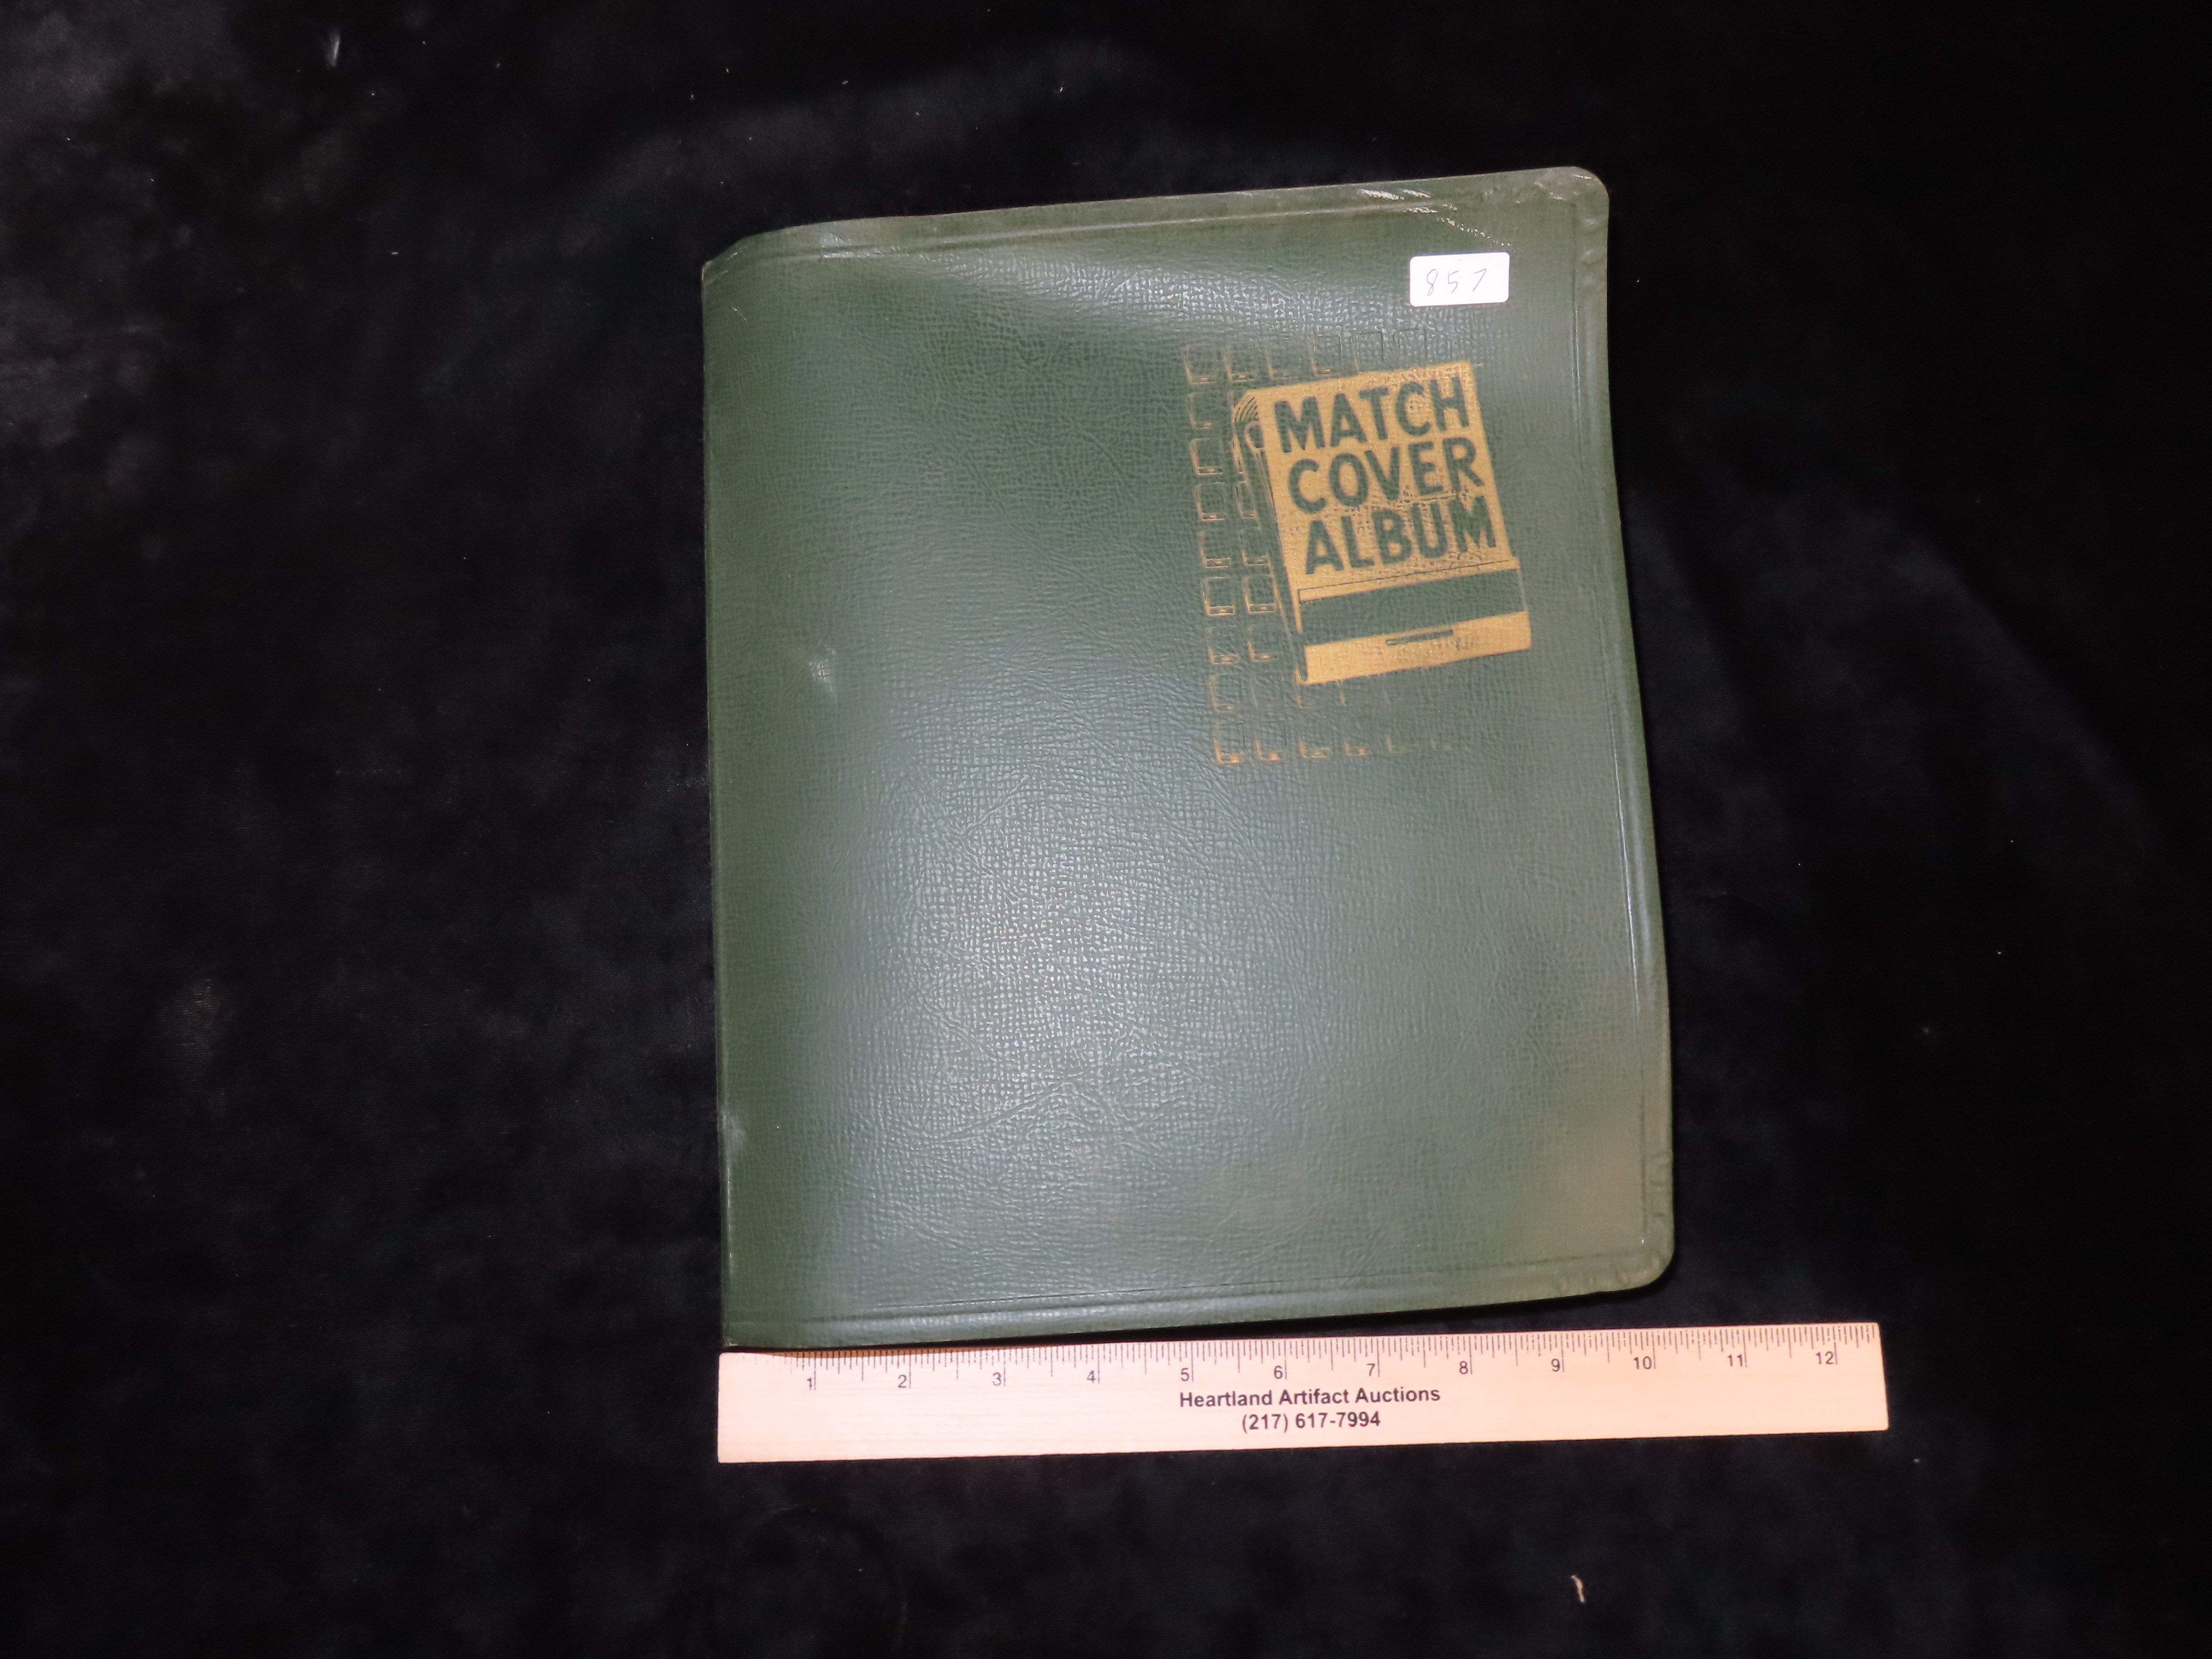 857
MATCH
COVER
ALBUM
1 2 3 4 5 6 7 8 9 10 11 12
Heartland Artifact Auctions
(217) 617-7994